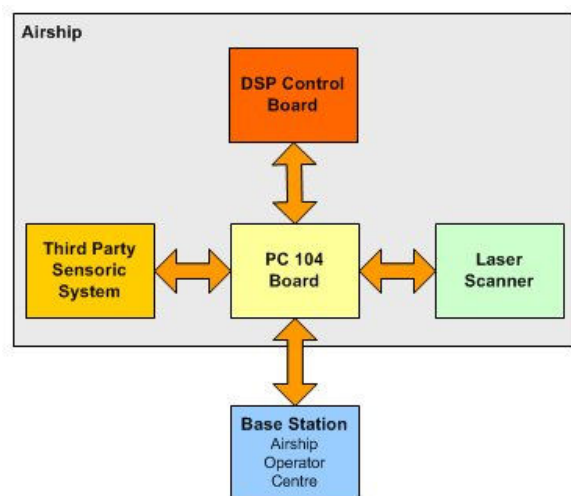 Airship
DSP Control
Board
Third Party
Sensoric
System
PC 104
Board
Laser
Scanner
Base Station
Airship
Operator
Centre